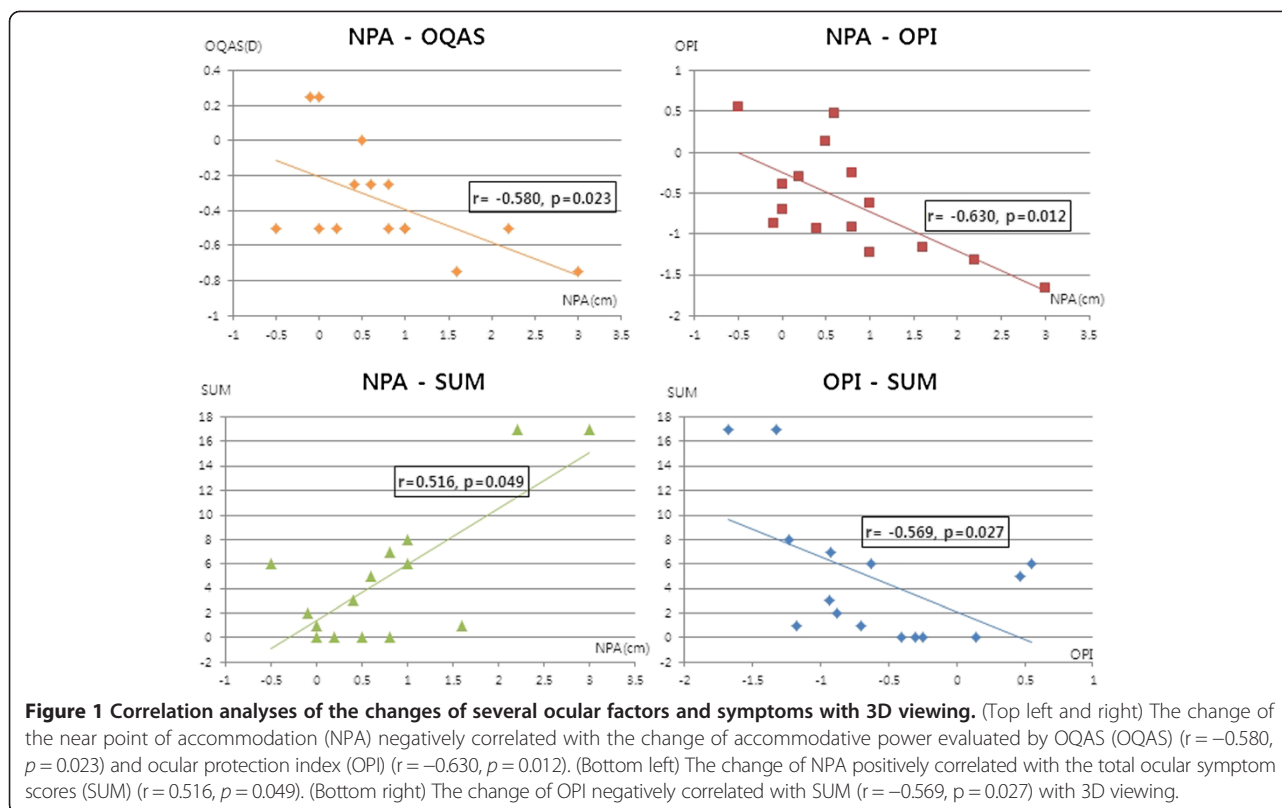 NPA - OQAS
OQAS(D)
0.4
0.2
0
-0.2
-0.4
-0.6
-0.8
-1
r= -0.580, p=0.023
NPA(cm)
-1 -0.5 0 0.5 1 1.5 2 2.5 3 3.5
NPA - OPI
OPI
1
0.5
0
-0.5
-1
-1.5
-2
r= -0.630, p=0.012
NPA(cm)
-1 -0.5 0 0.5 1 1.5 2 2.5 3 3.5
NPA - SUM
SUM
18
16
14
12
10
8
6
4
2
0
-2
r=0.516, p=0.049
NPA(cm)
-1 -0.5 0 0.5 1 1.5 2 2.5 3 3.5
OPI - SUM
SUM
18
16
14
12
10
8
6
4
2
0
-2
r= -0.569, p=0.027
OPI
-2 -1.5 -1 -0.5 0 0.5 1
Figure 1 Correlation analyses of the changes of several ocular factors and symptoms with 3D viewing. (Top left and right) The change of
the near point of accommodation (NPA) negatively correlated with the change of accommodative power evaluated by OQAS (OQAS) (r = −0.580,
p = 0.023) and ocular protection index (OPI) (r = −0.630, p = 0.012). (Bottom left) The change of NPA positively correlated with the total ocular symptom
scores (SUM) (r = 0.516, p = 0.049). (Bottom right) The change of OPI negatively correlated with SUM (r = −0.569, p = 0.027) with 3D viewing.